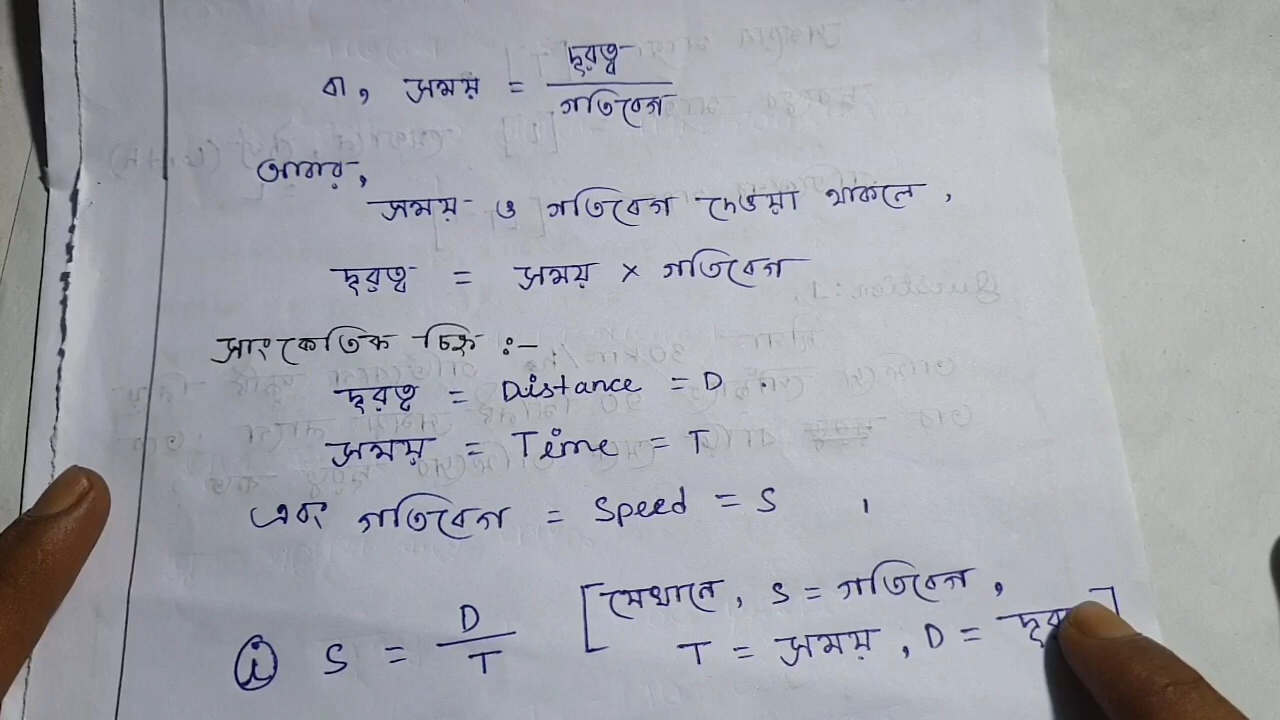 বা, সময় = দূরত্ব / গতিবেগ
আবার,
সময় ও গতিবেগ দেওয়া থাকলে,
দূরত্ব = সময় × গতিবেগ
সাংকেতিক চিহ্ন :-
দূরত্ব = Distance = D
সময় = Time = T
এবং গতিবেগ = Speed = S ,
(i) S = D / T [যেখানে, S = গতিবেগ,
T = সময়, D = ]